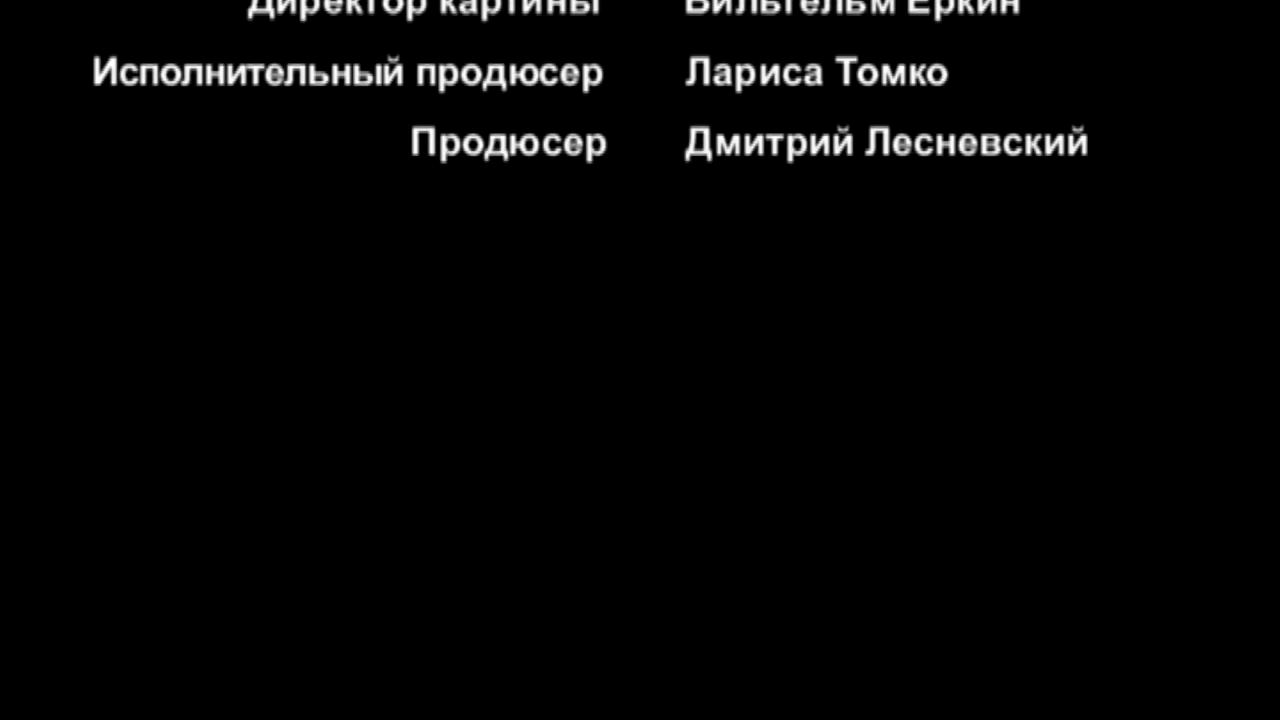 Директор картины Вильгельм Еркин
Исполнительный продюсер Лариса Томко
Продюсер Дмитрий Лесневский